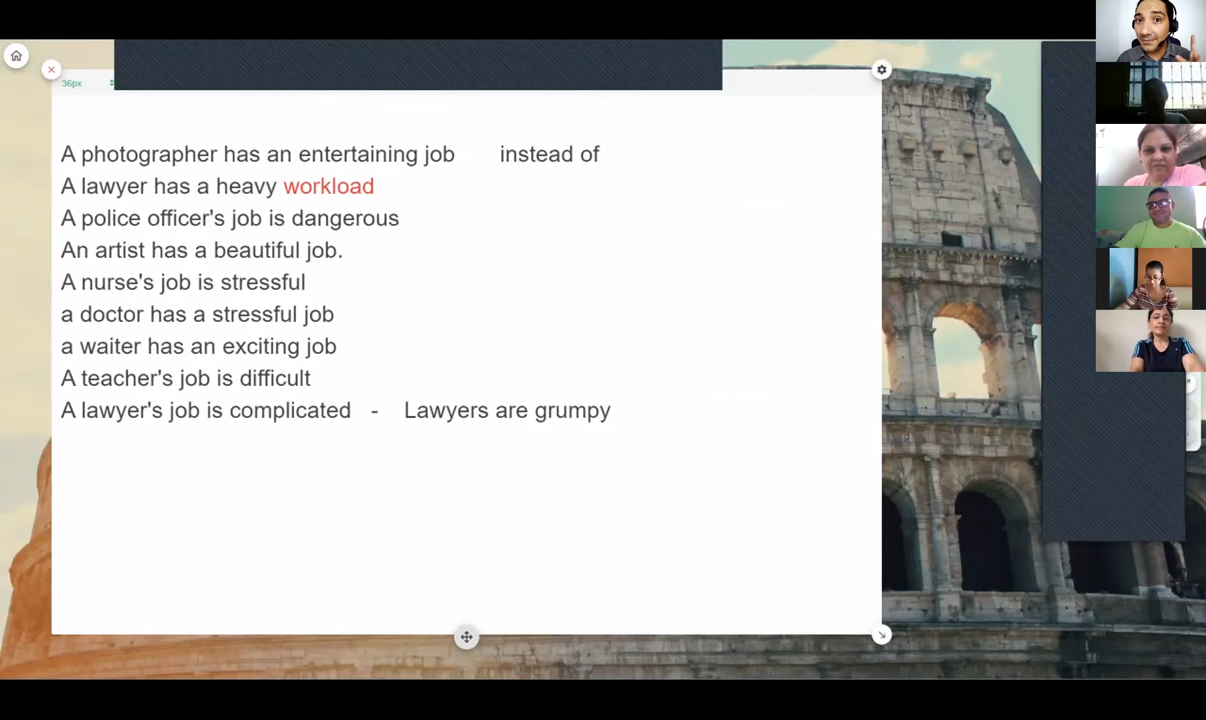 36px
A photographer has an entertaining job instead of
A lawyer has a heavy workload
A police officer's job is dangerous
An artist has a beautiful job.
A nurse's job is stressful
a doctor has a stressful job
a waiter has an exciting job
A teacher's job is difficult
A lawyer's job is complicated - Lawyers are grumpy